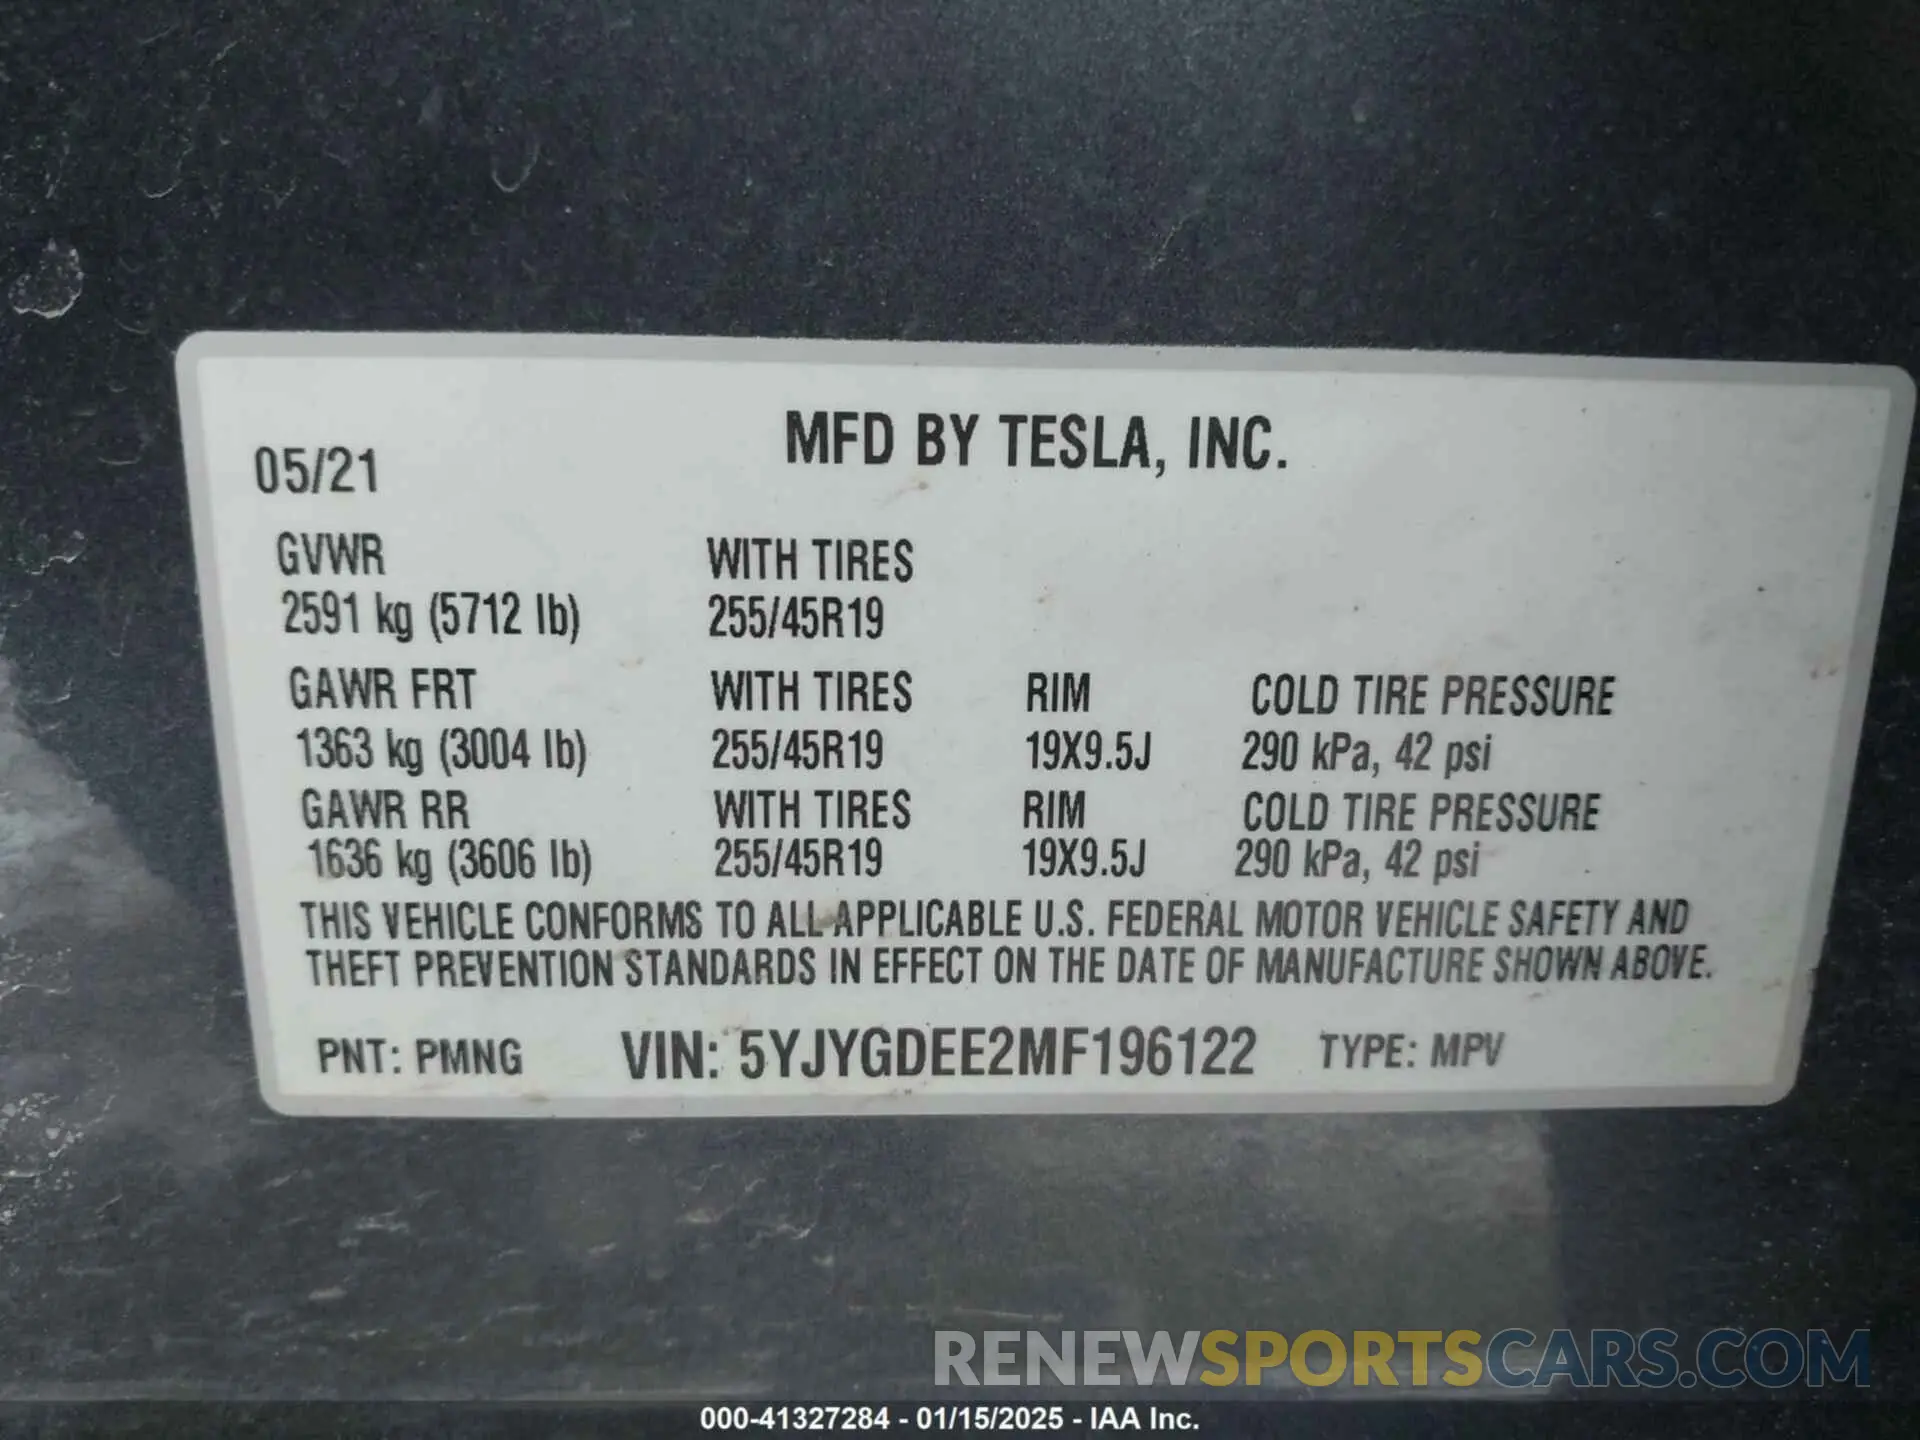 MFD BY TESLA, INC.
05/21
GVWR WITH TIRES
2591 kg (5712 lb) 255/45R19
GAWR FRT WITH TIRES RIM COLD TIRE PRESSURE
1363 kg (3004 lb) 255/45R19 19X9.5J 290 kPa, 42 psi
GAWR RR WITH TIRES RIM COLD TIRE PRESSURE
1636 kg (3606 lb) 255/45R19 19X9.5J 290 kPa, 42 psi
THIS VEHICLE CONFORMS TO ALL APPLICABLE U.S. FEDERAL MOTOR VEHICLE SAFETY AND
THEFT PREVENTION STANDARDS IN EFFECT ON THE DATE OF MANUFACTURE SHOWN ABOVE.
PNT: PMNG VIN: 5YJYGDEE2MF196122 TYPE: MPV
RENEWSPORTSCARS.COM
000-41327284 - 01/15/2025 - IAA Inc.